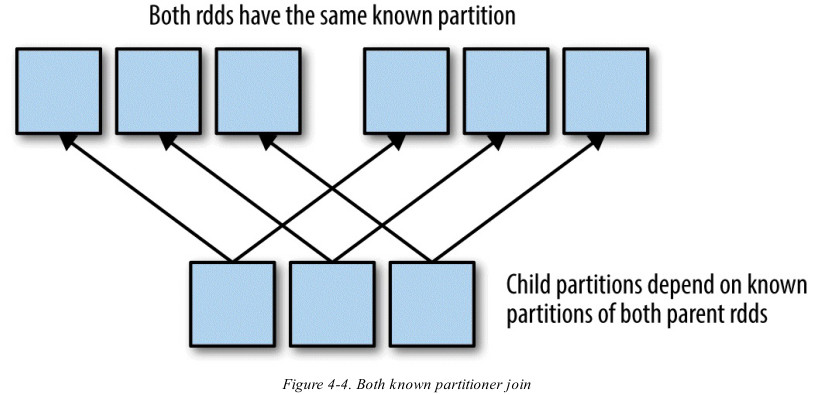 Both rdds have the same known partition
Child partitions depend on known
partitions of both parent rdds
Figure 4-4. Both known partitioner join